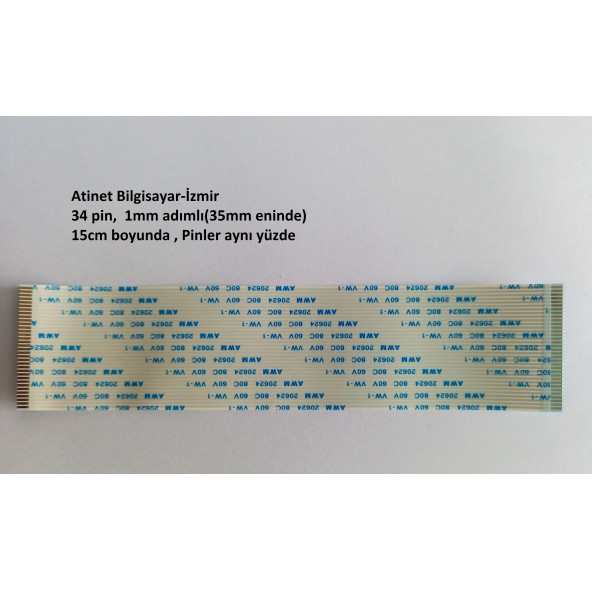 Atinet Bilgisayar-İzmir
34 pin,  1mm adımlı(35mm eninde)
15cm boyunda , Pinler aynı yüzde
AWM 20624 80C 60V VW-1